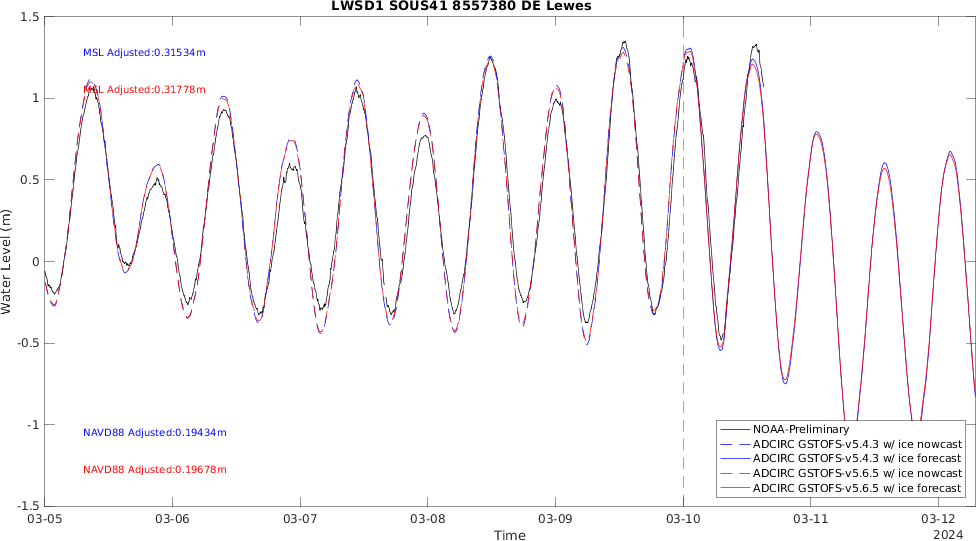 LWSD1 SOUS41 8557380 DE Lewes
1.5
1
0.5
0
-0.5
-1
-1.5
Water Level (m)
MSL Adjusted:0.31534m
MSL Adjusted:0.31778m
NAVD88 Adjusted:0.19434m
NAVD88 Adjusted:0.19678m
NOAA-Preliminary
ADCIRC GSTOFS-v5.4.3 w/ ice nowcast
ADCIRC GSTOFS-v5.4.3 w/ ice forecast
ADCIRC GSTOFS-v5.6.5 w/ ice nowcast
ADCIRC GSTOFS-v5.6.5 w/ ice forecast
03-05 03-06 03-07 03-08 03-09 03-10 03-11 03-12
2024
Time